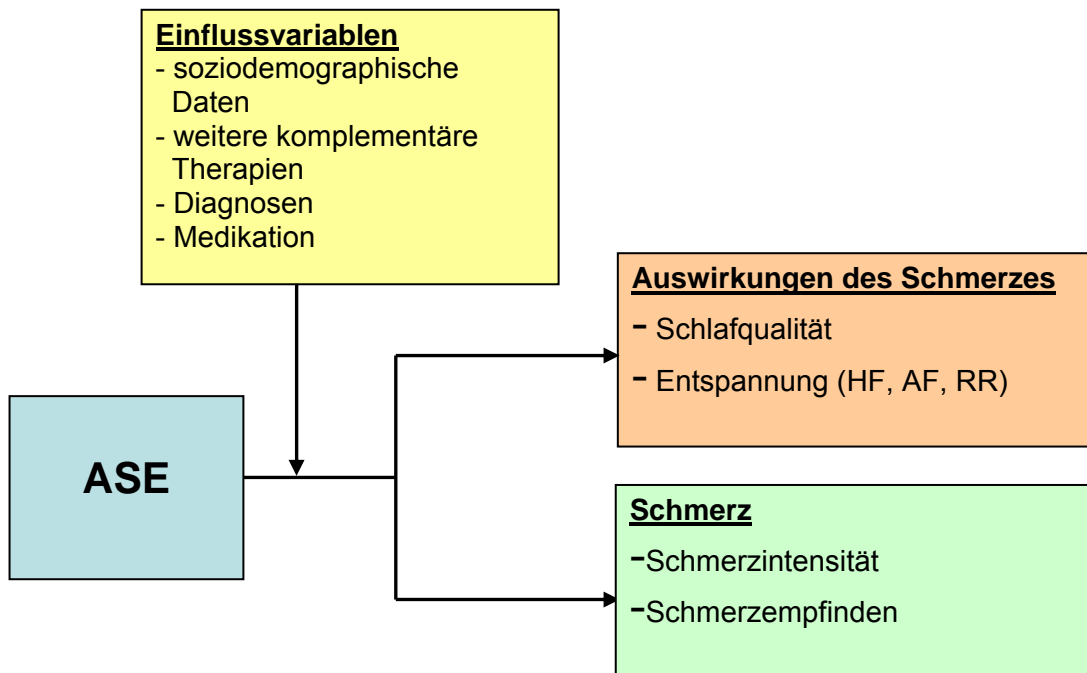 Einflussvariablen
- soziodemographische
Daten
- weitere komplementäre
Therapien
- Diagnosen
- Medikation
Auswirkungen des Schmerzes
- Schlafqualität
- Entspannung (HF, AF, RR)
ASE
Schmerz
-Schmerzintensität
-Schmerzempfinden